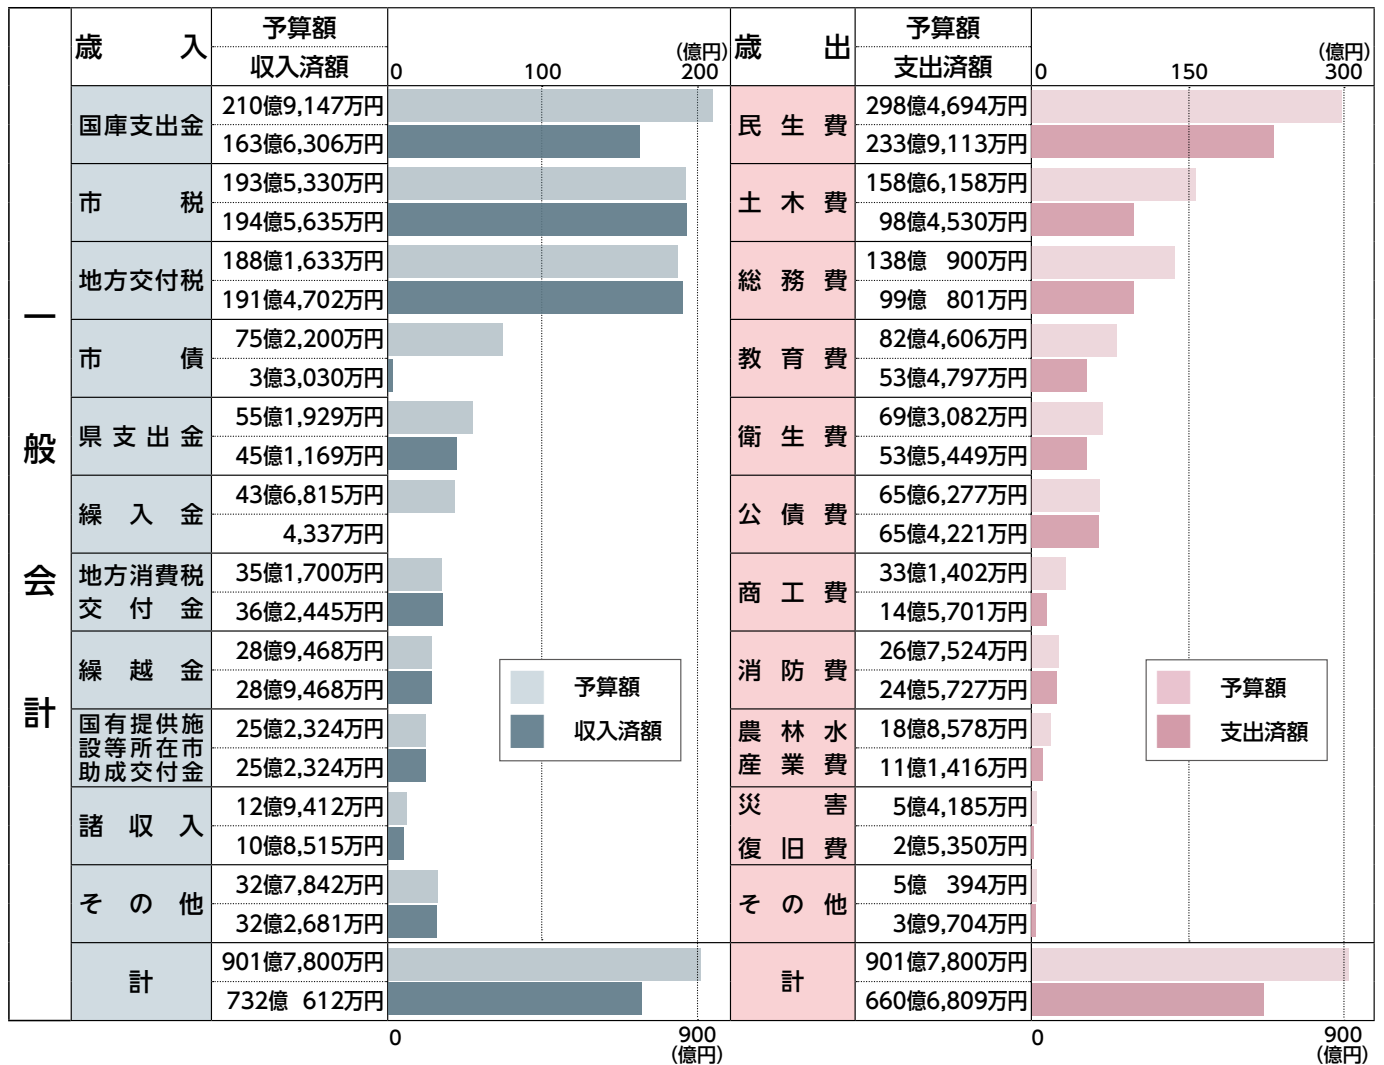 一般会計
歳入
予算額
収入済額
(億円)
0 100 200
国庫支出金
210億9,147万円
163億6,306万円
市税
193億5,330万円
194億5,635万円
地方交付税
188億1,633万円
191億4,702万円
市債
75億2,200万円
3億3,030万円
県支出金
55億1,929万円
45億1,169万円
繰入金
43億6,815万円
4,337万円
地方消費税
交付金
35億1,700万円
36億2,445万円
繰越金
28億9,468万円
28億9,468万円
国有提供施
設等所在市
助成交付金
25億2,324万円
25億2,324万円
諸収入
12億9,412万円
10億8,515万円
その他
32億7,842万円
32億2,681万円
計
901億7,800万円
732億 612万円
0 900
(億円)
予算額
収入済額
歳出
予算額
支出済額
(億円)
0 150 300
民生費
298億4,694万円
233億9,113万円
土木費
158億6,158万円
98億4,530万円
総務費
138億 900万円
99億 801万円
教育費
82億4,606万円
53億4,797万円
衛生費
69億3,082万円
53億5,449万円
公債費
65億6,277万円
65億4,221万円
商工費
33億1,402万円
14億5,701万円
消防費
26億7,524万円
24億5,727万円
農林水
産業費
18億8,578万円
11億1,416万円
災害
復旧費
5億4,185万円
2億5,350万円
その他
5億 394万円
3億9,704万円
計
901億7,800万円
660億6,809万円
0 900
(億円)
予算額
支出済額